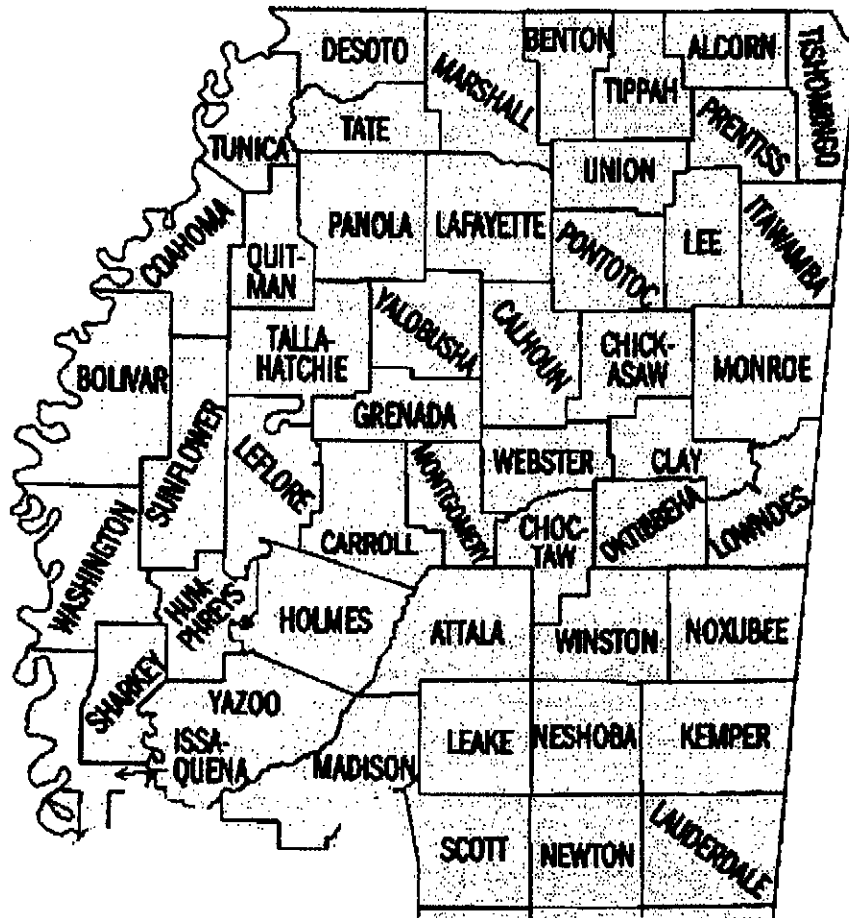 DESOTO
MARSHALL
BENTON
TIPPAH
ALCORN
TISHOMINGO
TUNICA
TATE
UNION
PRENTISS
COAHOMA
QUIT-
MAN
PANOLA
LAFAYETTE
PONTOTOC
LEE
ITAWAMBA
BOLIVAR
TALLA-
HATCHIE
YALOBUSHA
CALHOUN
CHICK-
ASAW
MONROE
SUNFLOWER
LEFLORE
GRENADA
MONTGOMERY
WEBSTER
CLAY
WASHINGTON
CARROLL
CHOC-
TAW
OKTIBBEHA
LOWNDES
HUM-
PHREYS
HOLMES
ATTALA
WINSTON
NOXUBEE
SHARKEY
YAZOO
ISSA-
QUENA
MADISON
LEAKE
NESHOBA
KEMPER
SCOTT
NEWTON
LAUDERDALE